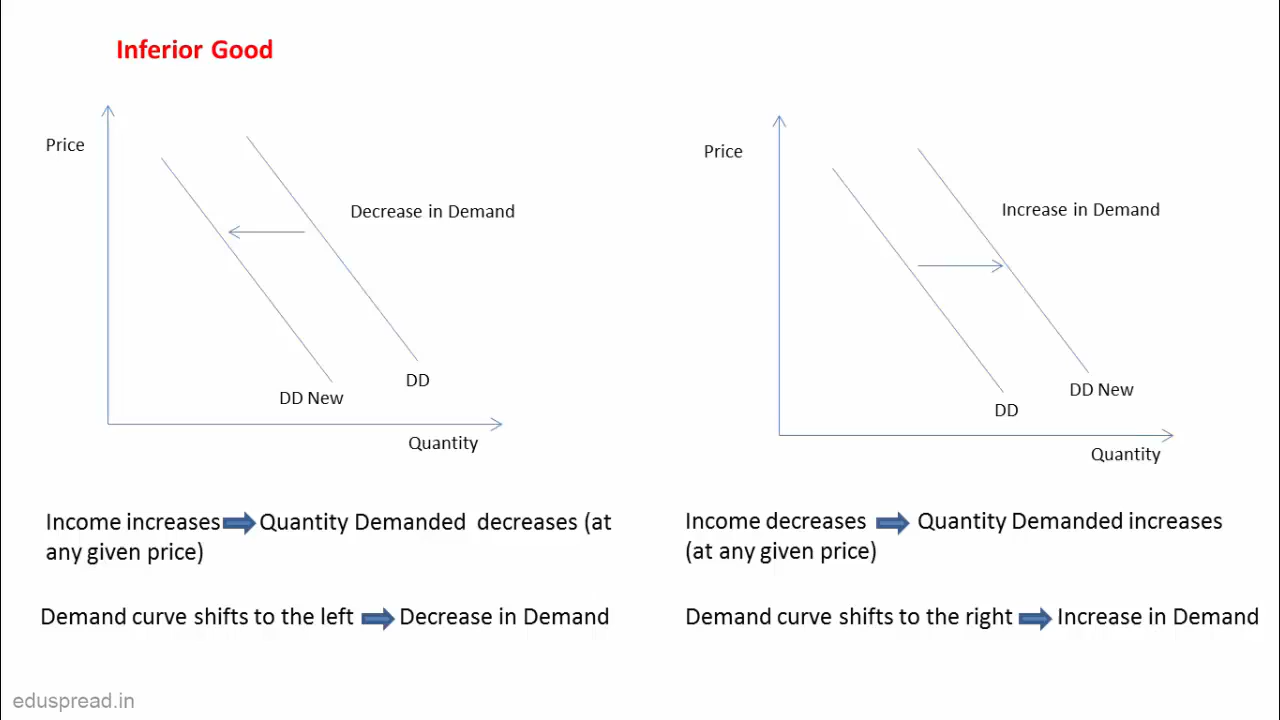 Inferior Good
Price
Decrease in Demand
DD
DD New
Quantity
Price
Increase in Demand
DD New
DD
Quantity
Income increases Quantity Demanded decreases (at
any given price)
Demand curve shifts to the left Decrease in Demand
Income decreases Quantity Demanded increases
(at any given price)
Demand curve shifts to the right Increase in Demand
eduspread.in